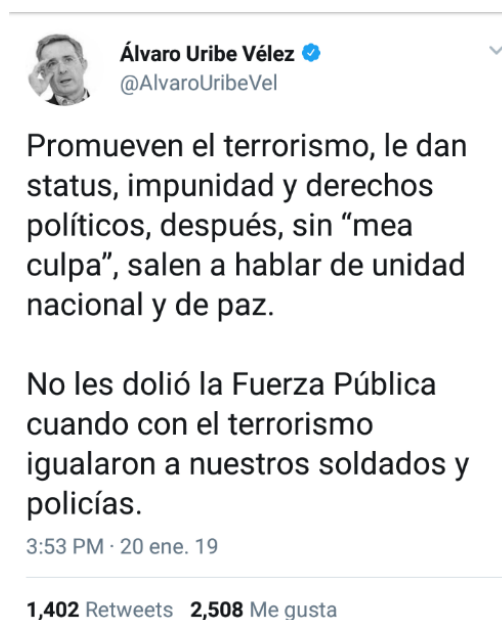 Álvaro Uribe Vélez
@AlvaroUribeVel
Promueven el terrorismo, le dan
status, impunidad y derechos
políticos, después, sin “mea
culpa”, salen a hablar de unidad
nacional y de paz.
No les dolió la Fuerza Pública
cuando con el terrorismo
igualaron a nuestros soldados y
policías.
3:53 PM · 20 ene. 19
1,402 Retweets 2,508 Me gusta